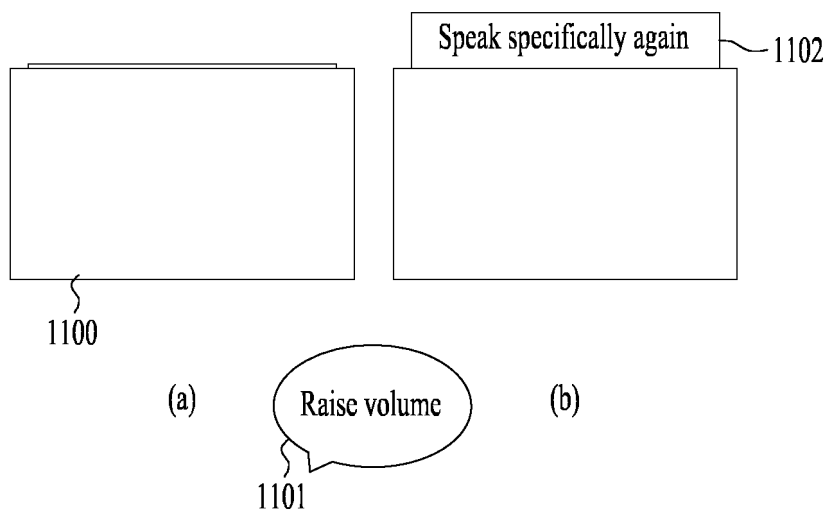 Speak specifically again
1102
1100
(a)
Raise volume
(b)
1101